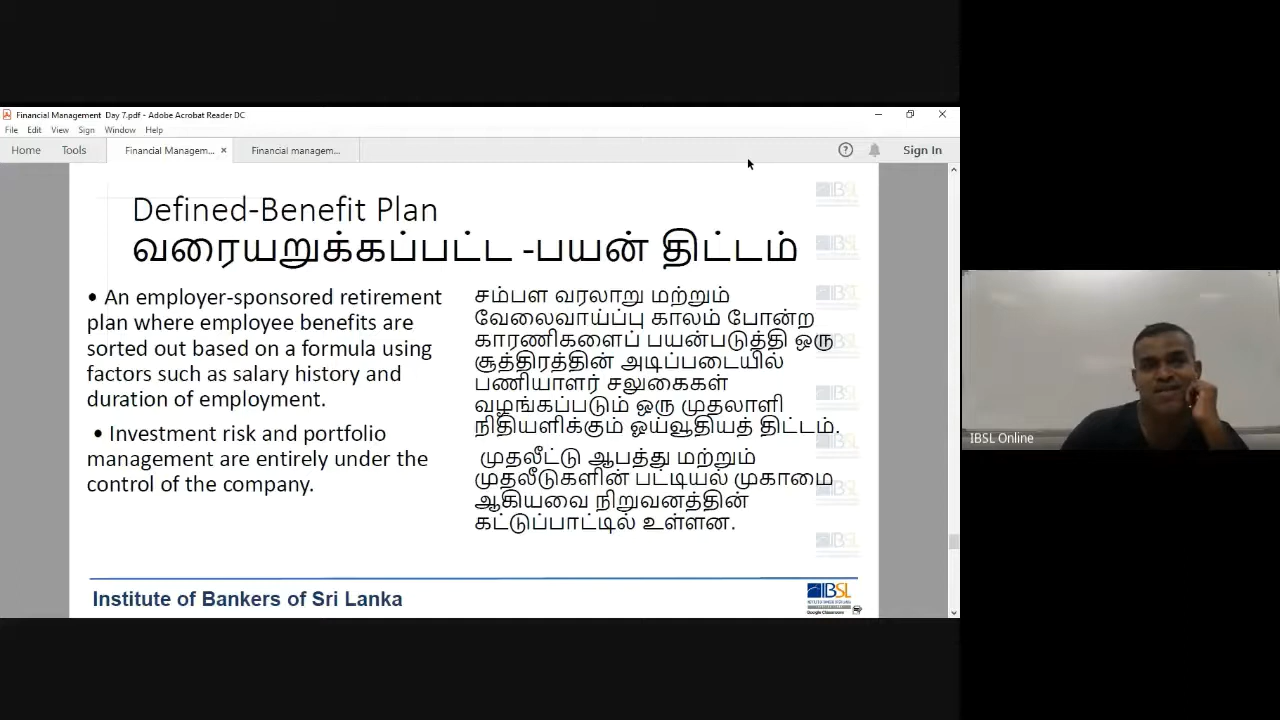 Financial Management Day 7.pdf - Adobe Acrobat Reader DC
File Edit View Sign Window Help
Home Tools Financial Managem... × Financial managem... Sign In
Defined-Benefit Plan
வரையறுக்கப்பட்ட -பயன் திட்டம்
• An employer-sponsored retirement
plan where employee benefits are
sorted out based on a formula using
factors such as salary history and
duration of employment.
• Investment risk and portfolio
management are entirely under the
control of the company.
சம்பள வரலாறு மற்றும்
வேலைவாய்ப்பு காலம் போன்ற
காரணிகளைப் பயன்படுத்தி ஒரு
சூத்திரத்தின் அடிப்படையில்
பணியாளர் சலுகைகள்
வழங்கப்படும் ஒரு முதலாளி
நிதியளிக்கும் ஓய்வூதியத் திட்டம்.
முதலீட்டு ஆபத்து மற்றும்
முதலீடுகளின் பட்டியல் முகாமை
ஆகியவை நிறுவனத்தின்
கட்டுப்பாட்டில் உள்ளன.
Institute of Bankers of Sri Lanka
IBSL
Google Classroom
IBSL Online